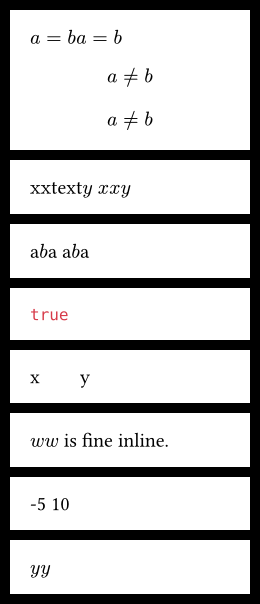 a = ba = b
a ≠ b
a ≠ b
xxtexty xxy
aba aba
true
x y
ww is fine inline.
-5 10
yy